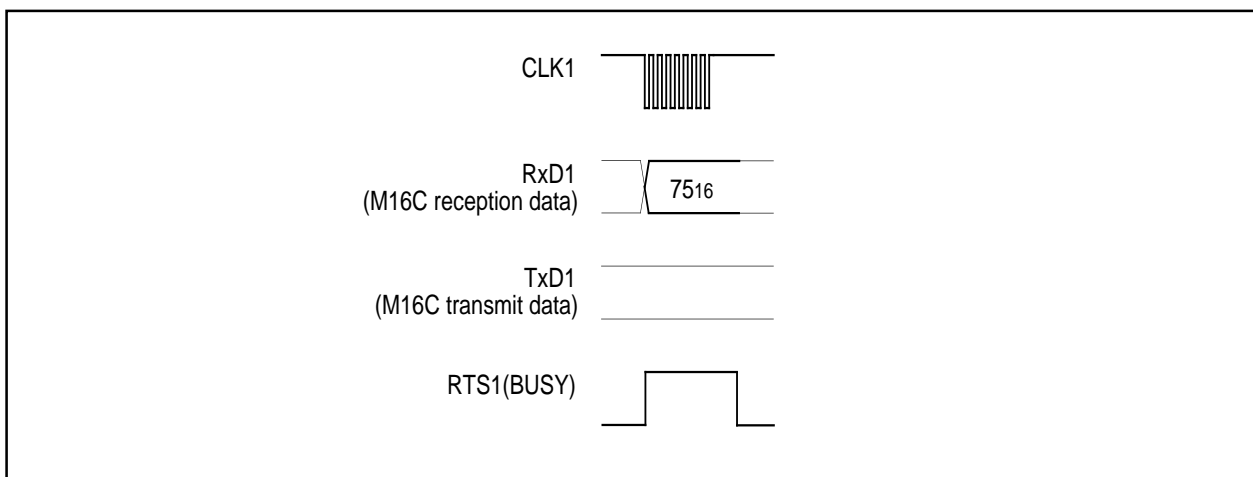 CLK1
RxD1
(M16C reception data)
7516
TxD1
(M16C transmit data)
RTS1(BUSY)